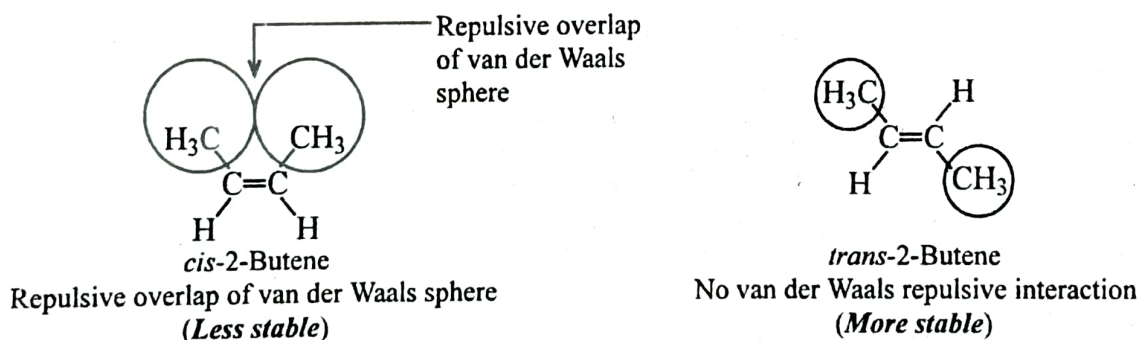 Repulsive overlap
of van der Waals
sphere
H₃C CH₃
C=C
H H
cis-2-Butene
Repulsive overlap of van der Waals sphere
(Less stable)
H₃C H
C=C
H CH₃
trans-2-Butene
No van der Waals repulsive interaction
(More stable)